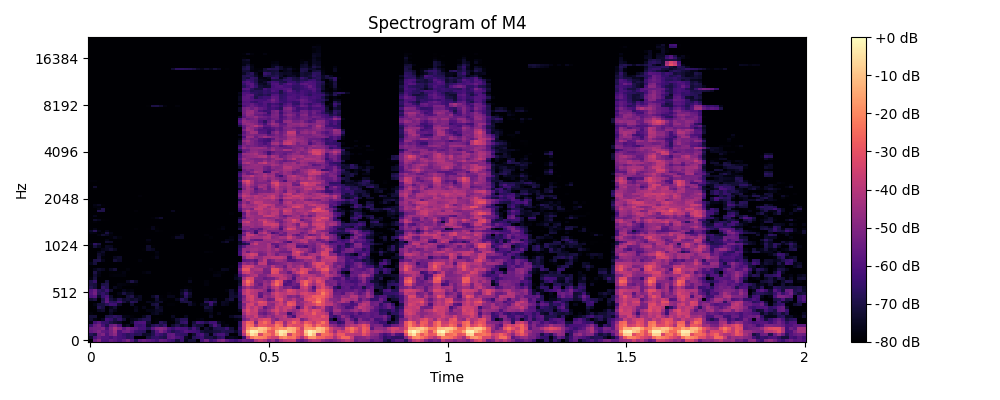 Spectrogram of M4
Hz
16384
8192
4096
2048
1024
512
0
0
0.5
1
1.5
2
Time
+0 dB
-10 dB
-20 dB
-30 dB
-40 dB
-50 dB
-60 dB
-70 dB
-80 dB